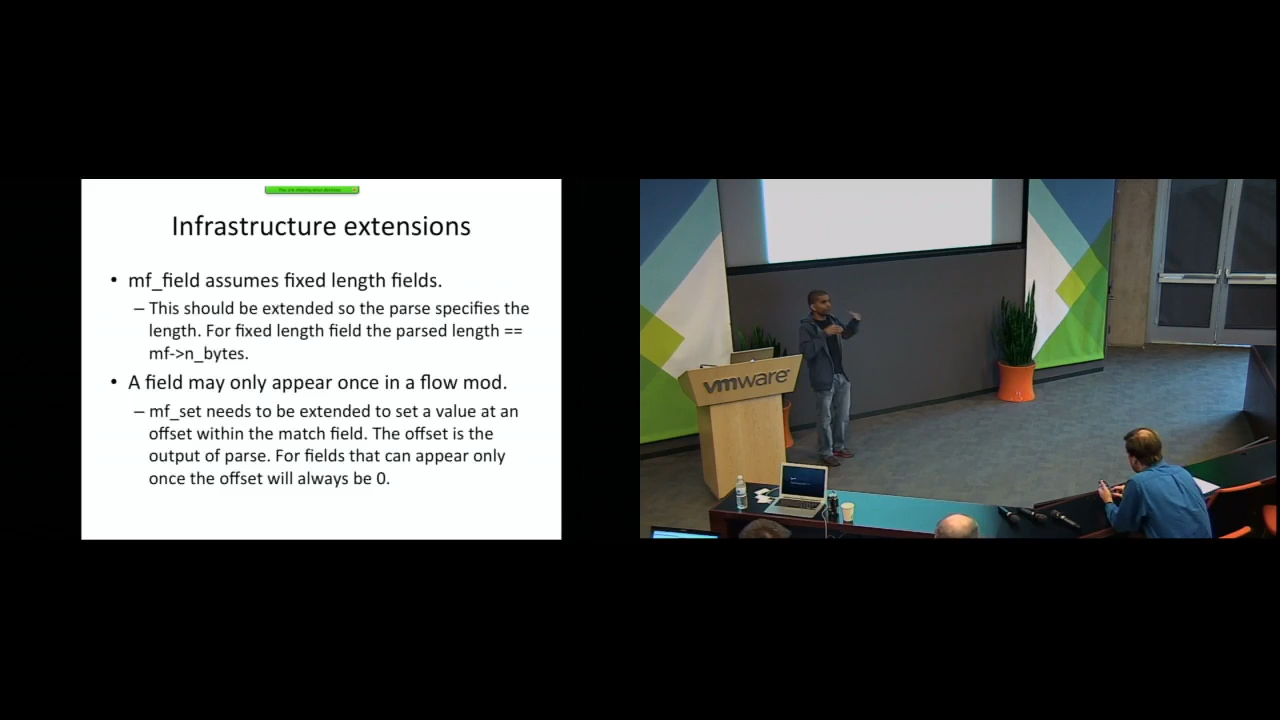 Infrastructure extensions
• mf_field assumes fixed length fields.
– This should be extended so the parse specifies the
length. For fixed length field the parsed length ==
mf->n_bytes.
• A field may only appear once in a flow mod.
– mf_set needs to be extended to set a value at an
offset within the match field. The offset is the
output of parse. For fields that can appear only
once the offset will always be 0.
vmware